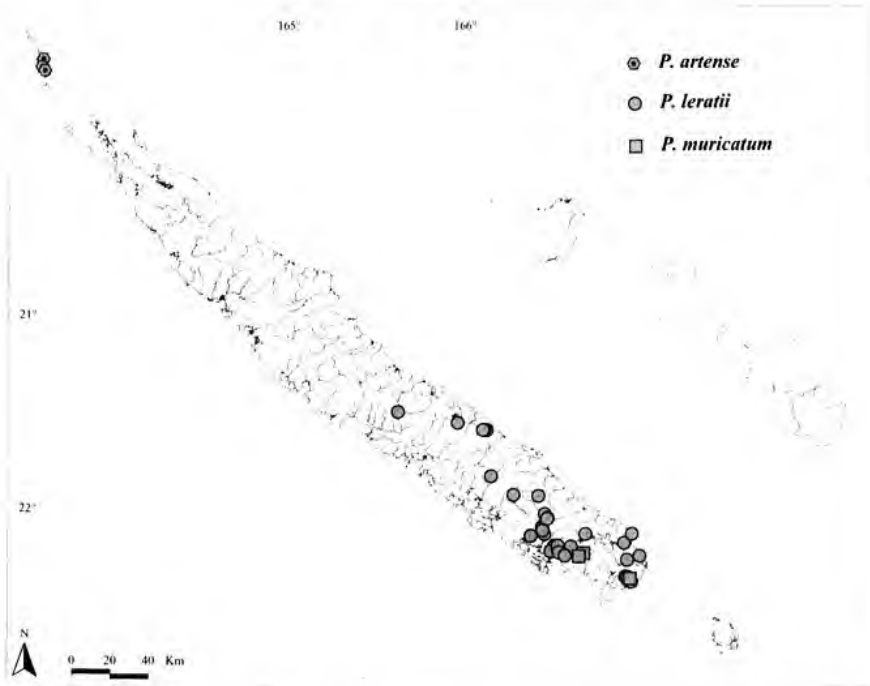 165° 166°
P. artense
P. leratii
P. muricatum
21°
22°
N
0 20 40 Km